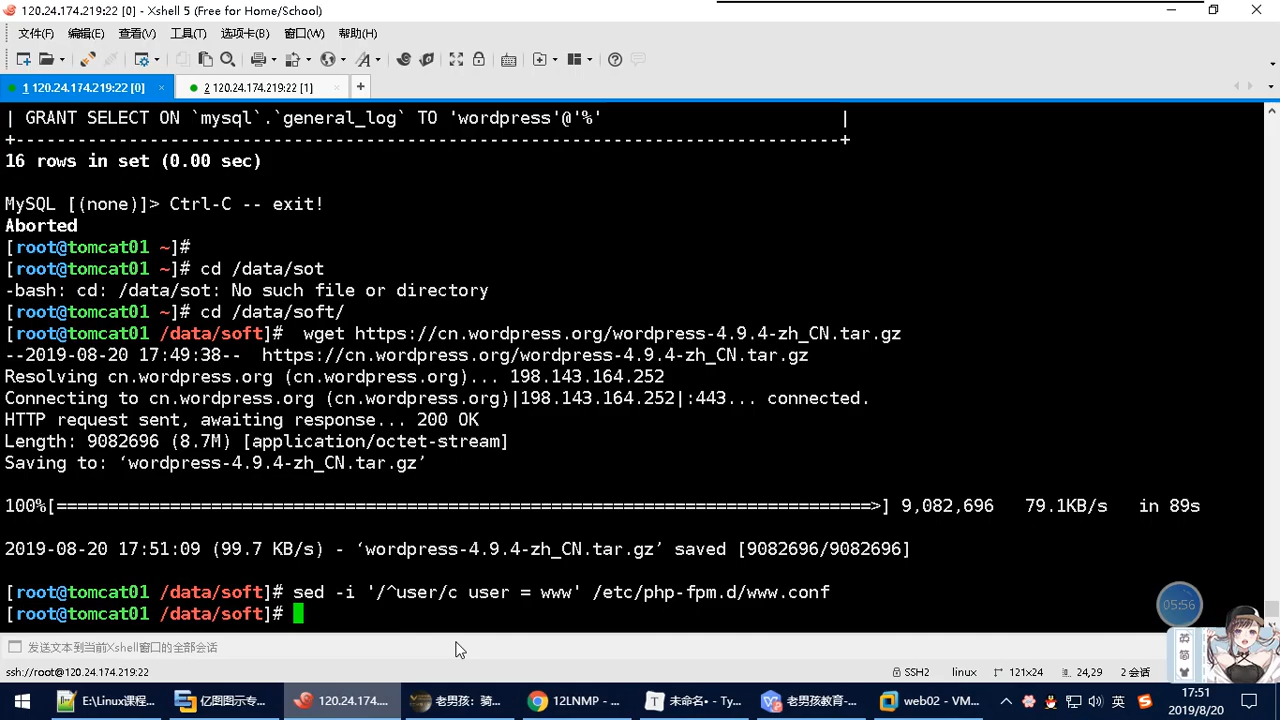 120.24.174.219:22 [0] - Xshell 5 (Free for Home/School)
文件(F) 编辑(E) 查看(V) 工具(T) 选项卡(B) 窗口(W) 帮助(H)
1 120.24.174.219:22 [0] × 2 120.24.174.219:22 [1] × +
| GRANT SELECT ON `mysql`.`general_log` TO 'wordpress'@'%' |
+--------------------------------------------------------------------------------+
16 rows in set (0.00 sec)
MySQL [(none)]> Ctrl-C -- exit!
Aborted
[root@tomcat01 ~]#
[root@tomcat01 ~]# cd /data/sot
-bash: cd: /data/sot: No such file or directory
[root@tomcat01 ~]# cd /data/soft/
[root@tomcat01 /data/soft]#  wget https://cn.wordpress.org/wordpress-4.9.4-zh_CN.tar.gz
--2019-08-20 17:49:38--  https://cn.wordpress.org/wordpress-4.9.4-zh_CN.tar.gz
Resolving cn.wordpress.org (cn.wordpress.org)... 198.143.164.252
Connecting to cn.wordpress.org (cn.wordpress.org)|198.143.164.252|:443... connected.
HTTP request sent, awaiting response... 200 OK
Length: 9082696 (8.7M) [application/octet-stream]
Saving to: ‘wordpress-4.9.4-zh_CN.tar.gz’
100%[===============================================================================>] 9,082,696   79.1KB/s   in 89s
2019-08-20 17:51:09 (99.7 KB/s) - ‘wordpress-4.9.4-zh_CN.tar.gz’ saved [9082696/9082696]
[root@tomcat01 /data/soft]# sed -i '/^user/c user = www' /etc/php-fpm.d/www.conf
[root@tomcat01 /data/soft]#
05:56
英
简
发送文本到当前Xshell窗口的全部会话
ssh://root@120.24.174.219:22 SSH2 linux 121x24 24,29 2 会话
E:\Linux课程... 亿图图示专... 120.24.174.... 老男孩：骑... 12LNMP - ... 未命名• - Ty... 老男孩教育-... web02 - VM... 英 17:51
2019/8/20